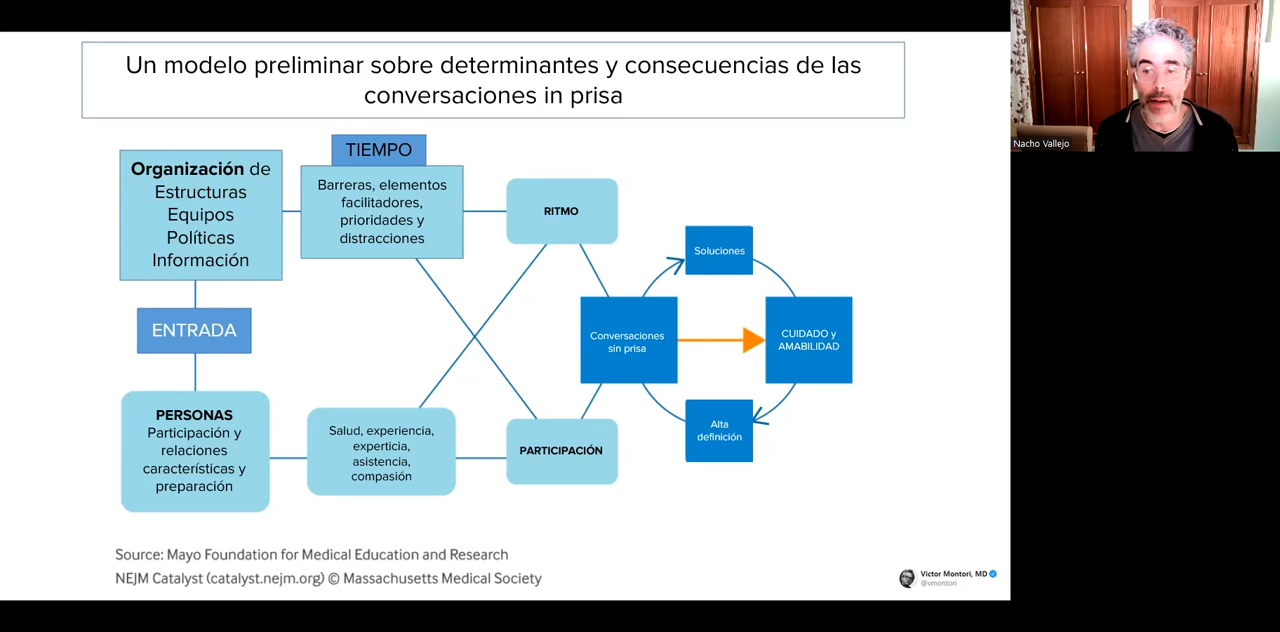 Un modelo preliminar sobre determinantes y consecuencias de las
conversaciones in prisa
TIEMPO
Organización de
Estructuras
Equipos
Políticas
Información
Barreras, elementos
facilitadores,
prioridades y
distracciones
RITMO
Soluciones
ENTRADA
Conversaciones
sin prisa
CUIDADO y
AMABILIDAD
PERSONAS
Participación y
relaciones
características y
preparación
Salud, experiencia,
experticia,
asistencia,
compasión
PARTICIPACIÓN
Alta
definición
Source: Mayo Foundation for Medical Education and Research
NEJM Catalyst (catalyst.nejm.org) © Massachusetts Medical Society
Victor Montori, MD
@vmontori
Nacho Vallejo